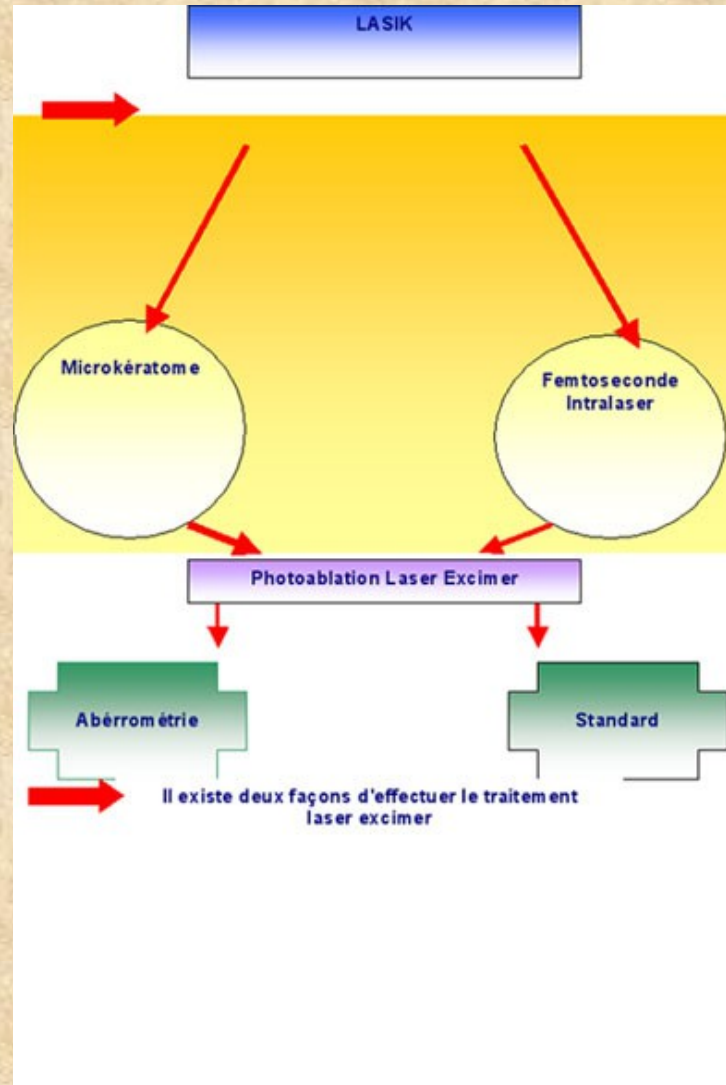 LASIK
Microkératome
Femtoseconde
Intralaser
Photoablation Laser Excimer
Abérrométrie
Standard
Il existe deux façons d'effectuer le traitement
laser excimer